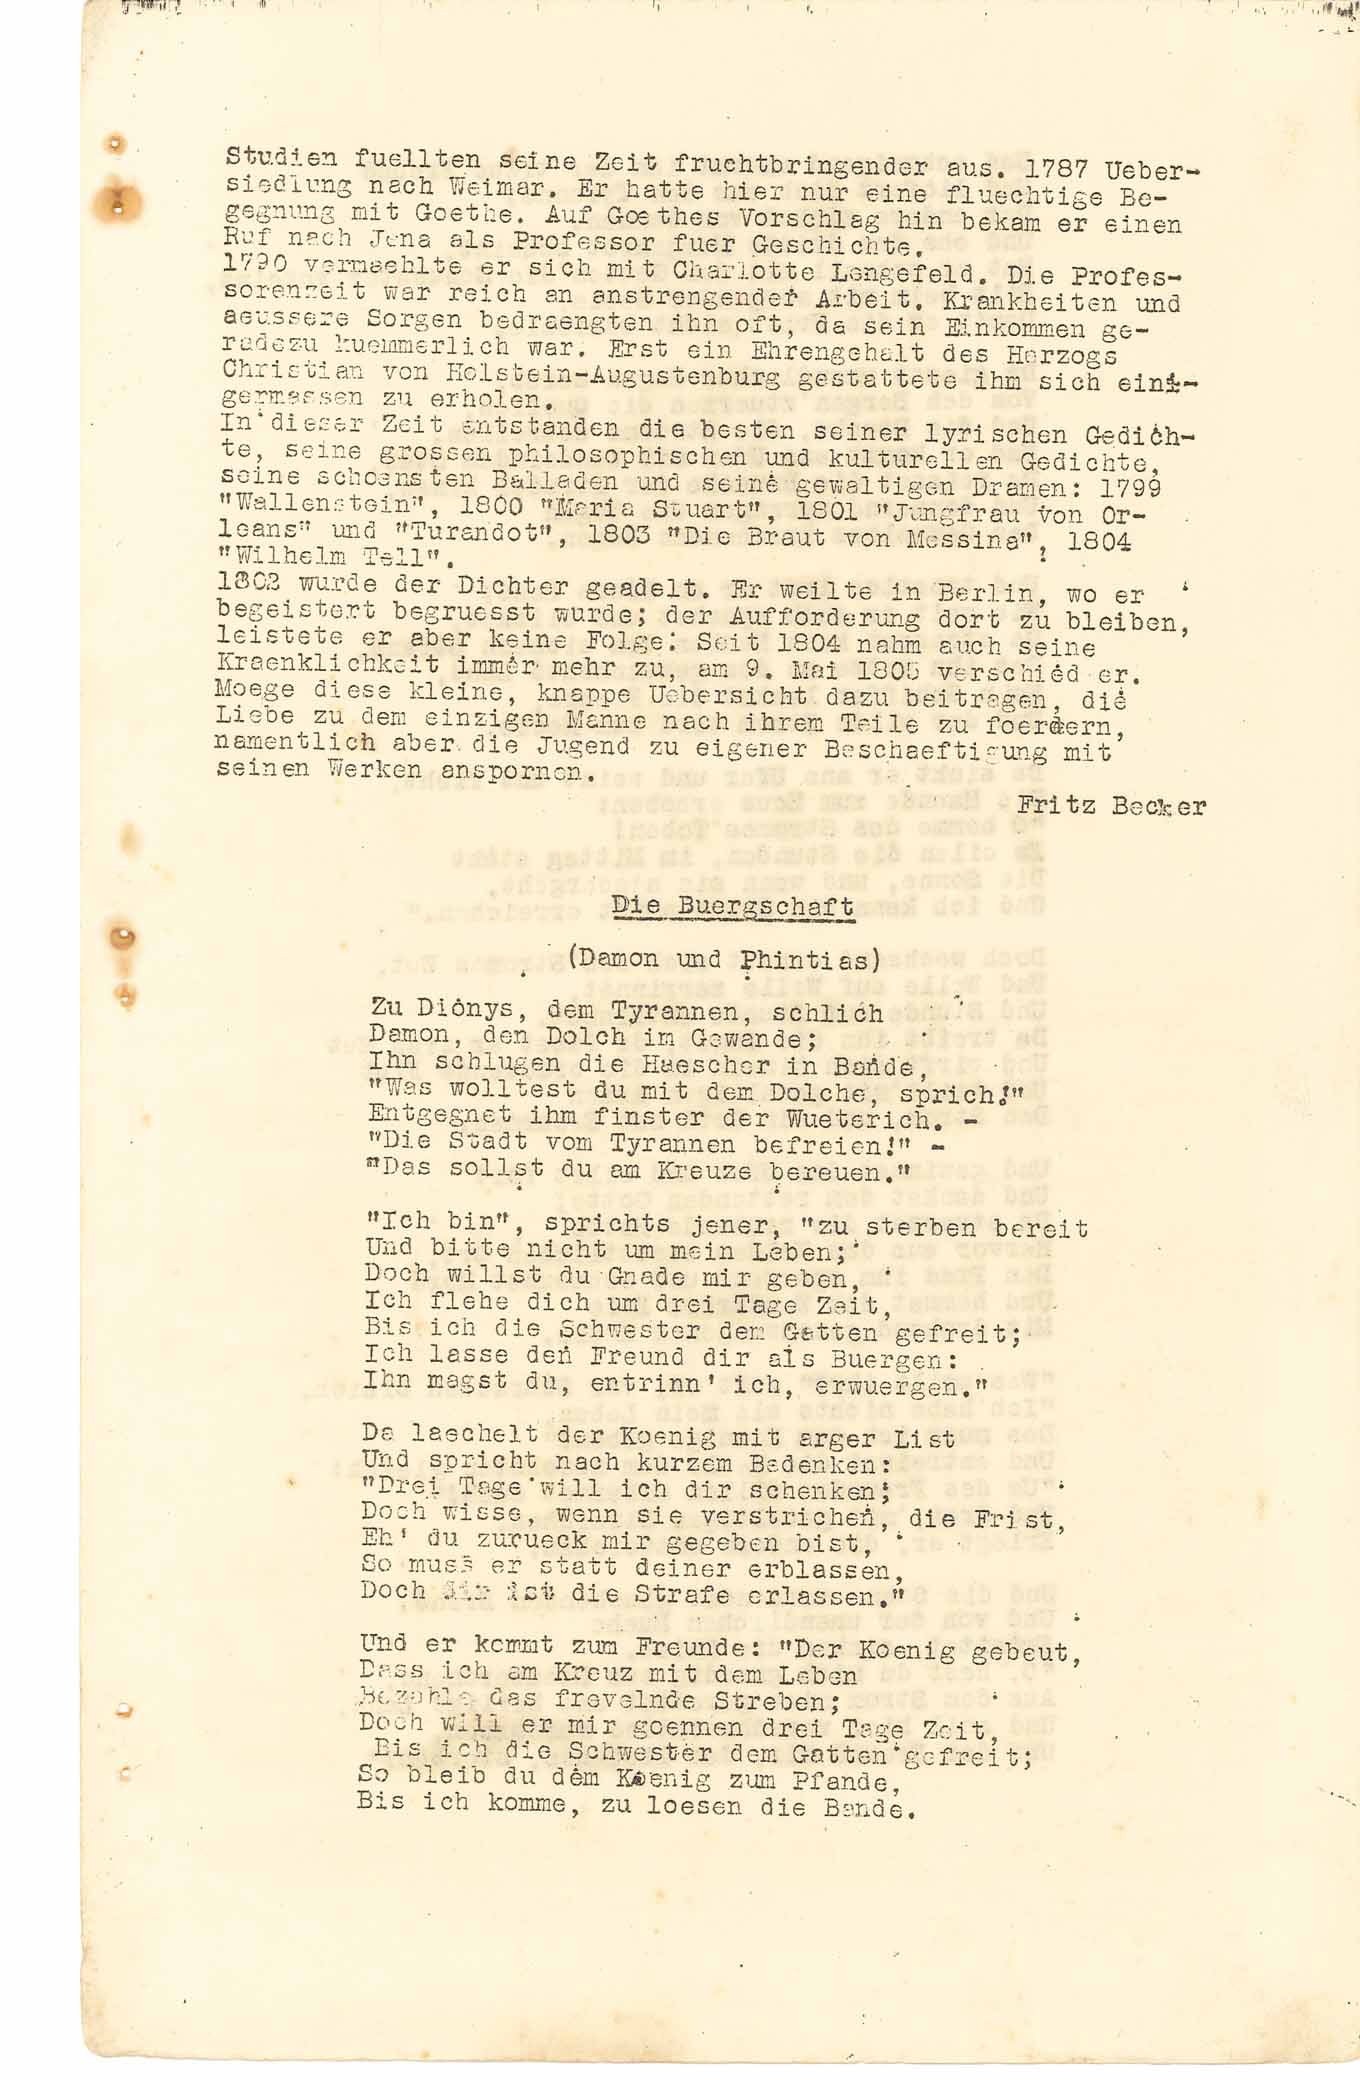 Studien fuellten seine Zeit fruchtbringender aus. 1787 Ueber-
siedlung nach Weimar. Er hatte hier nur eine fluechtige Be-
gegnung mit Goethe. Auf Goethes Vorschlag hin bekam er einen
Ruf nach Jena als Professor fuer Geschichte.
1790 vermaehlte er sich mit Charlotte Lengefeld. Die Profes-
sorenzeit war reich an anstrengender Arbeit. Krankheiten und
aeussere Sorgen bedraengten ihn oft, da sein Einkommen ge-
radezu kuemmerlich war. Erst ein Ehrengehalt des Herzogs
Christian von Holstein-Augustenburg gestattete ihm sich eini-
germassen zu erholen.
In dieser Zeit entstanden die besten seiner lyrischen Gedich-
te, seine grossen philosophischen und kulturellen Gedichte,
seine schoensten Balladen und seine gewaltigen Dramen: 1799
"Wallenstein", 1800 "Maria Stuart", 1801 "Jungfrau von Or-
leans" und "Turandot", 1803 "Die Braut von Messina", 1804
"Wilhelm Tell".
1802 wurde der Dichter geadelt. Er weilte in Berlin, wo er
begeistert begruesst wurde; der Aufforderung dort zu bleiben,
leistete er aber keine Folge. Seit 1804 nahm auch seine
Kraenklichkeit immer mehr zu, am 9. Mai 1805 verschied er.
Moege diese kleine, knappe Uebersicht dazu beitragen, die
Liebe zu dem einzigen Manne nach ihrem Teile zu foerdern,
namentlich aber die Jugend zu eigener Beschaeftigung mit
seinen Werken anspornen.
Fritz Becker
Die Buergschaft
(Damon und Phintias)
Zu Dionys, dem Tyrannen, schlich
Damon, den Dolch im Gewande;
Ihn schlugen die Haescher in Bande,
"Was wolltest du mit dem Dolche, sprich!"
Entgegnet ihm finster der Wueterich. -
"Die Stadt vom Tyrannen befreien!" -
"Das sollst du am Kreuze bereuen."
"Ich bin", sprichts jener, "zu sterben bereit
Und bitte nicht um mein Leben;
Doch willst du Gnade mir geben,
Ich flehe dich um drei Tage Zeit,
Bis ich die Schwester dem Gatten gefreit;
Ich lasse den Freund dir als Buergen:
Ihn magst du, entrinn' ich, erwuergen."
Da laechelt der Koenig mit arger List
Und spricht nach kurzem Bedenken:
"Drei Tage will ich dir schenken;
Doch wisse, wenn sie verstrichen, die Frist,
Eh' du zurueck mir gegeben bist,
So muss er statt deiner erblassen,
Doch dir ist die Strafe erlassen."
Und er kommt zum Freunde: "Der Koenig gebeut,
Dass ich am Kreuz mit dem Leben
Bezahle das frevelnde Streben;
Doch will er mir goennen drei Tage Zeit,
Bis ich die Schwester dem Gatten gefreit;
So bleib du dem Koenig zum Pfande,
Bis ich komme, zu loesen die Bande.